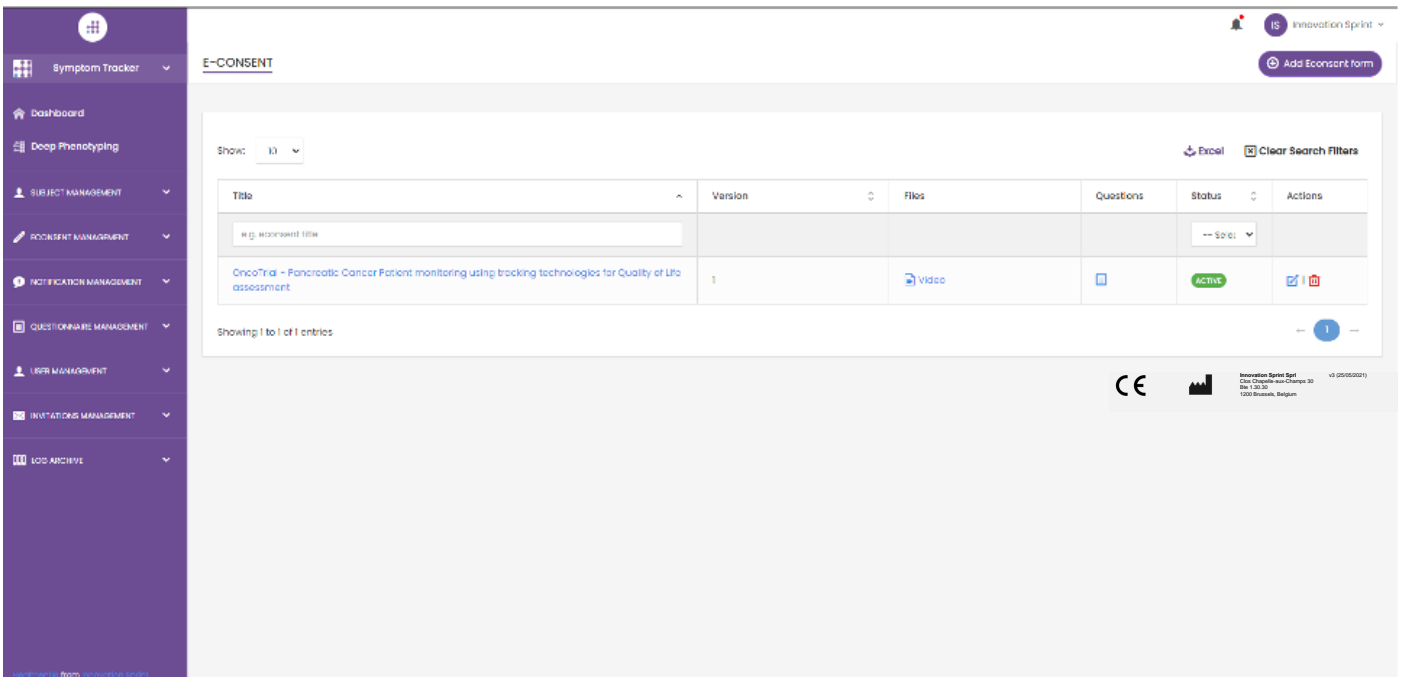 IS Innovation Sprint
Symptom Tracker
E-CONSENT
Add Econsent form
Dashboard
Deep Phenotyping
Show: 10
Excel
Clear Search Filters
SUBJECT MANAGEMENT
Title Version Files Questions Status Actions
ECONSENT MANAGEMENT
e.g. econsent title
-- Selec
NOTIFICATION MANAGEMENT
OncoTrial - Pancreatic Cancer Patient monitoring using tracking technologies for Quality of Life
assessment
1
Video
ACTIVE
QUESTIONNAIRE MANAGEMENT
Showing 1 to 1 of 1 entries
1
USER MANAGEMENT
CE
Innovation Sprint Sprl v3 (25/05/2021)
Clos Chapelle-aux-Champs 30
Bte 1.30.30
1200 Brussels, Belgium
INVITATIONS MANAGEMENT
LOG ARCHIVE
from